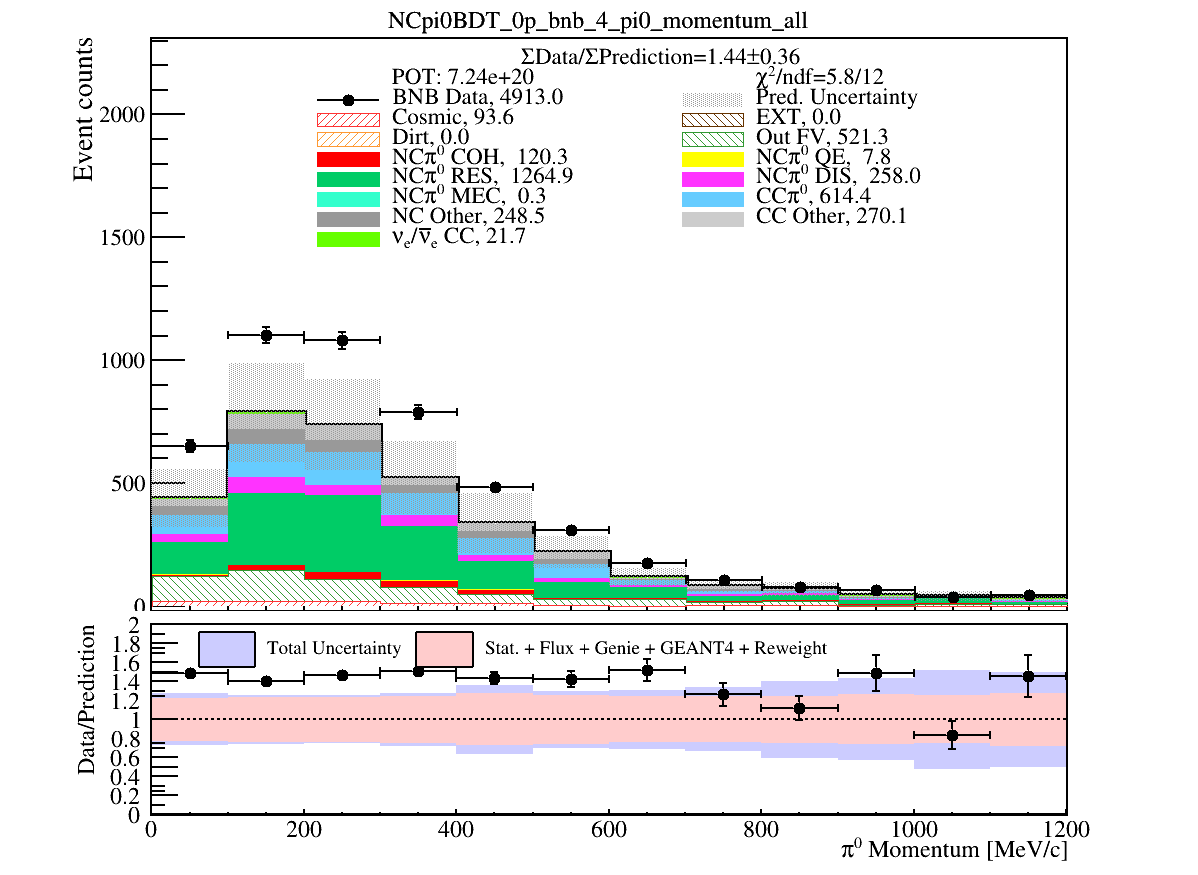 NCpi0BDT_0p_bnb_4_pi0_momentum_all
ΣData/ΣPrediction=1.44±0.36
POT: 7.24e+20
χ²/ndf=5.8/12
BNB Data, 4913.0
Pred. Uncertainty
Cosmic, 93.6
EXT, 0.0
Dirt, 0.0
Out FV, 521.3
NCπ⁰ COH, 120.3
NCπ⁰ QE, 7.8
NCπ⁰ RES, 1264.9
NCπ⁰ DIS, 258.0
NCπ⁰ MEC, 0.3
CCπ⁰, 614.4
NC Other, 248.5
CC Other, 270.1
νₑ/ν̅ₑ CC, 21.7
Event counts
2000
1500
1000
500
0
Total Uncertainty
Stat. + Flux + Genie + GEANT4 + Reweight
Data/Prediction
2
1.8
1.6
1.4
1.2
1
0.8
0.6
0.4
0.2
0
0 200 400 600 800 1000 1200
π⁰ Momentum [MeV/c]